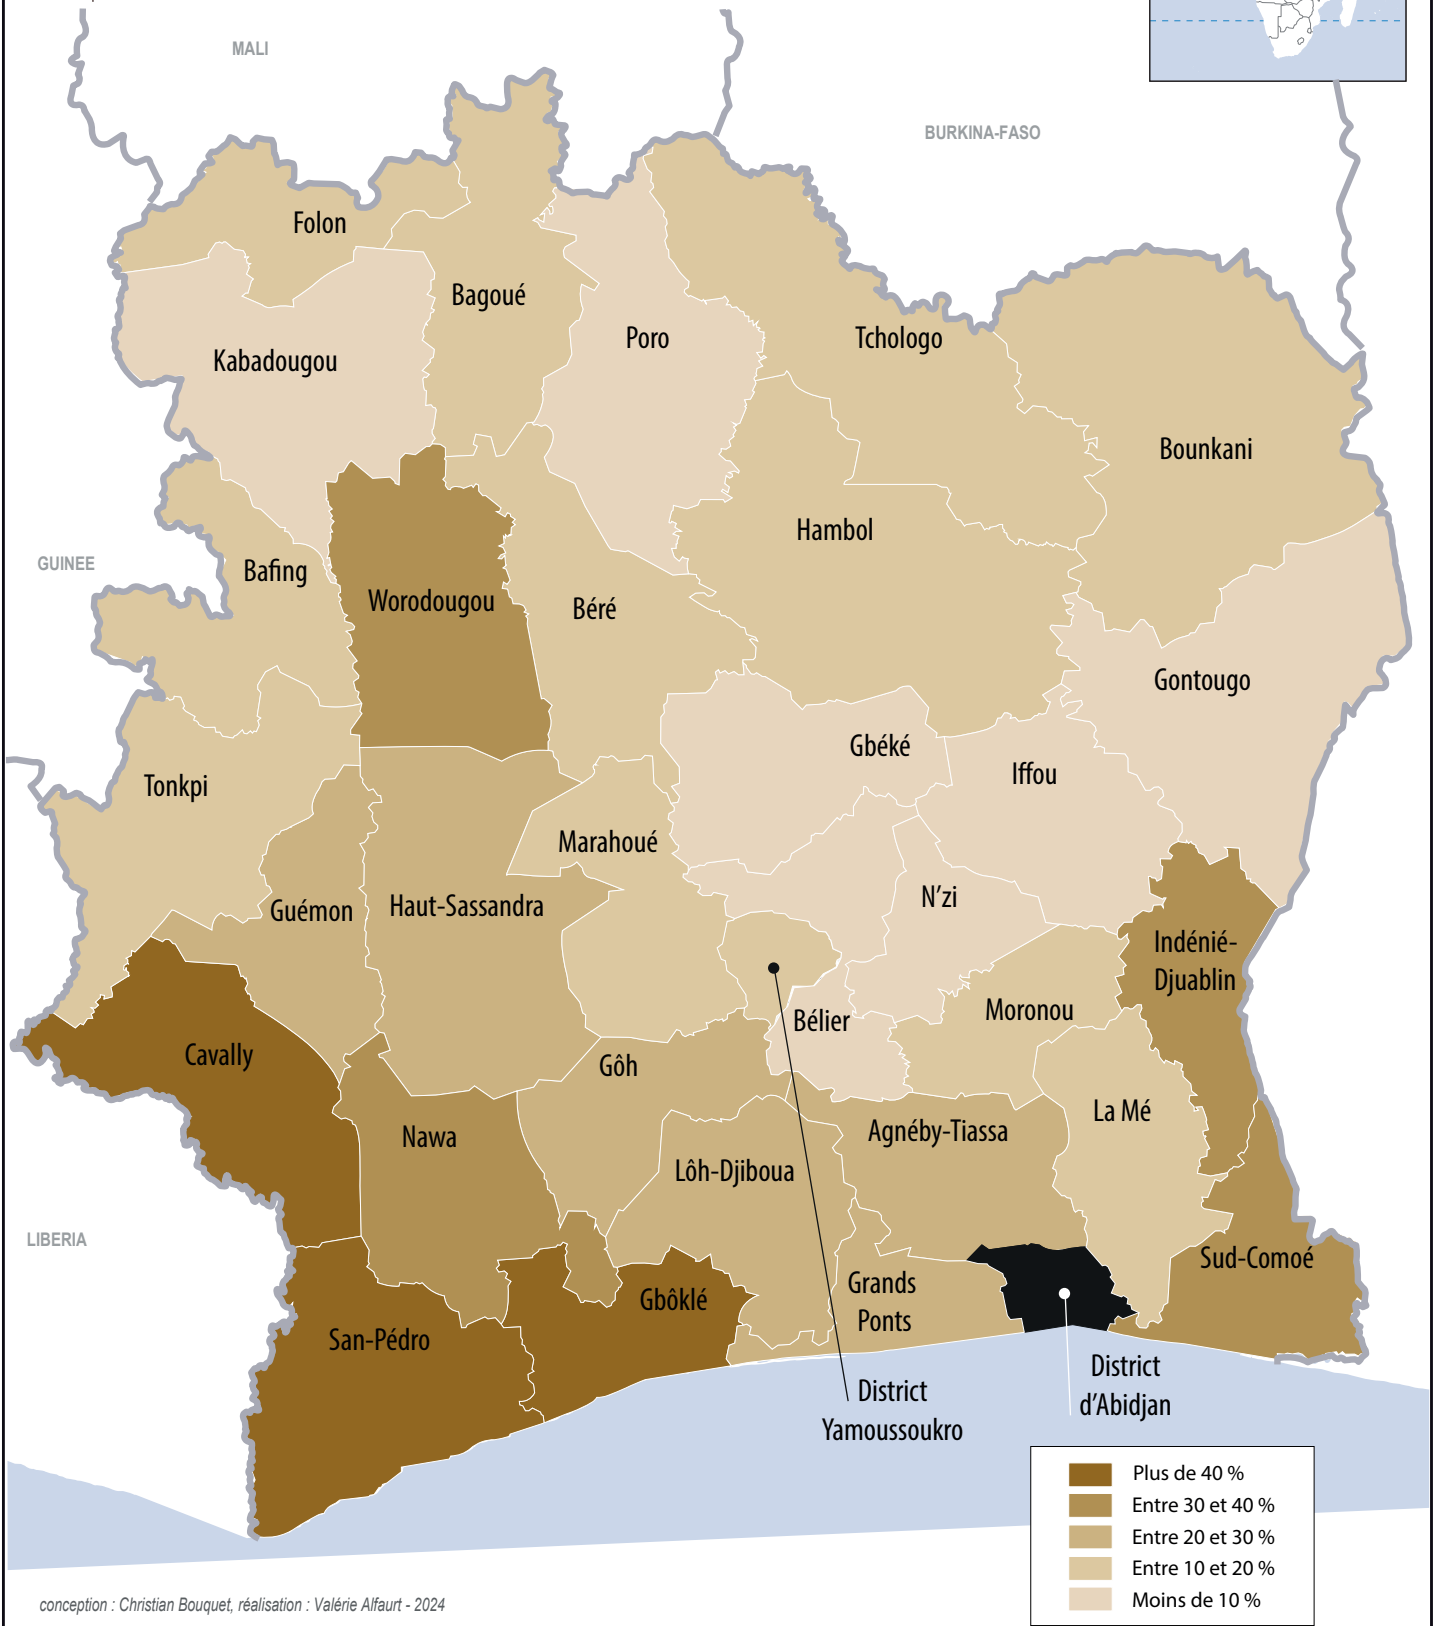 MALI
BURKINA-FASO
Folon
Bagoué
Poro
Tchologo
Kabadougou
Bounkani
Hambol
GUINEE
Bafing
Worodougou
Béré
Gontougo
Gbéké
Iffou
Tonkpi
Marahoué
N'zi
Guémon
Haut-Sassandra
Indénié-
Djuablin
Moronou
Bélier
Cavally
Gôh
La Mé
Nawa
Agnéby-Tiassa
Lôh-Djiboua
LIBERIA
Sud-Comoé
Grands
Ponts
Gbôklé
San-Pédro
District
d'Abidjan
District
Yamoussoukro
Plus de 40 %
Entre 30 et 40 %
Entre 20 et 30 %
Entre 10 et 20 %
Moins de 10 %
conception : Christian Bouquet, réalisation : Valérie Alfaurt - 2024